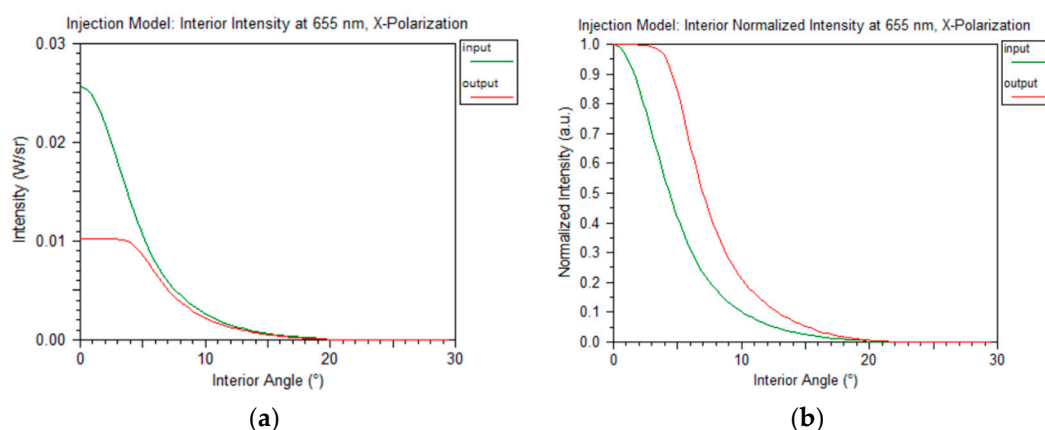 Injection Model: Interior Intensity at 655 nm, X-Polarization
0.03
0.02
0.01
0.00
Intensity (W/sr)
0
10
20
30
Interior Angle (°)
input
output
(a)
Injection Model: Interior Normalized Intensity at 655 nm, X-Polarization
1.0
0.9
0.8
0.7
0.6
0.5
0.4
0.3
0.2
0.1
0.0
Normalized Intensity (a.u.)
0
10
20
30
Interior Angle (°)
input
output
(b)